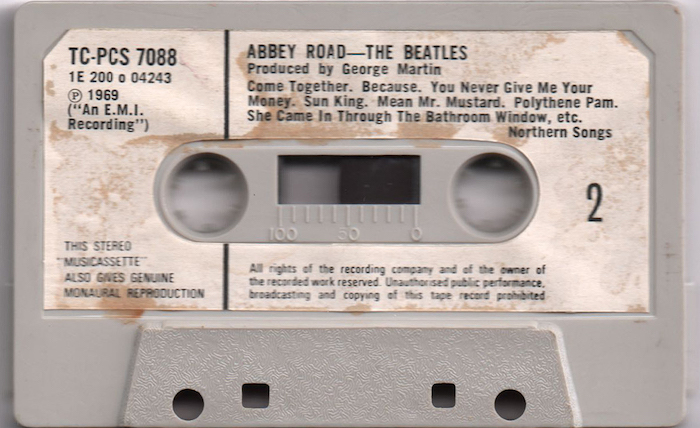 TC-PCS 7088
1E 200 o 04243
Ⓟ 1969
("An E.M.I.
Recording")
ABBEY ROAD—THE BEATLES
Produced by George Martin
Come Together. Because. You Never Give Me Your
Money. Sun King. Mean Mr. Mustard. Polythene Pam.
She Came In Through The Bathroom Window, etc.
Northern Songs
100 50 0
2
THIS STEREO
"MUSICASSETTE"
ALSO GIVES GENUINE
MONAURAL REPRODUCTION
All rights of the recording company and of the owner of
the recorded work reserved. Unauthorised public performance,
broadcasting and copying of this tape record prohibited